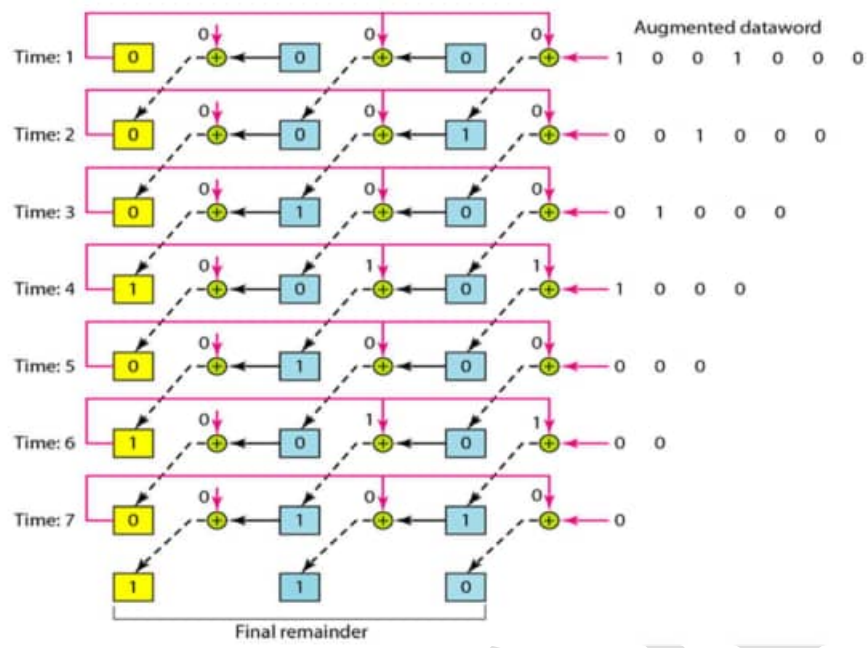 0 0 0 Augmented dataword
Time: 1 0 0 0 1 0 0 1 0 0 0
0 0 0
Time: 2 0 0 1 0 0 1 0 0 0
0 0 0
Time: 3 0 1 0 0 1 0 0 0
0 1 1
Time: 4 1 0 0 1 0 0 0
0 0 0
Time: 5 0 1 0 0 0 0
0 1 1
Time: 6 1 0 0 0 0
0 0 0
Time: 7 0 1 1 0
1 1 0
Final remainder